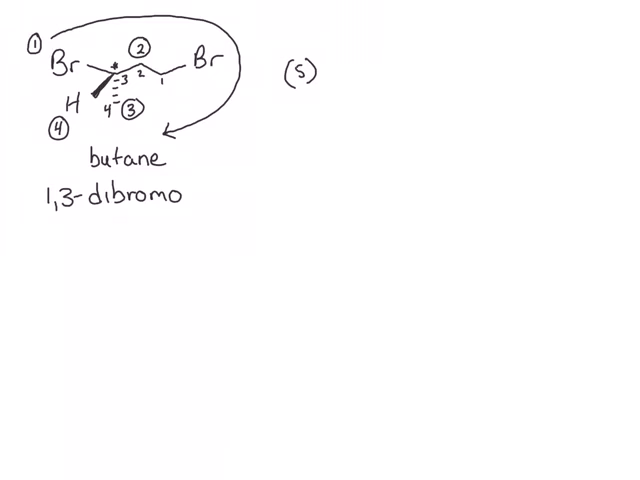 ①
②
Br
Br
(S)
*
3
2
1
H
4
③
④
butane
1,3-dibromo